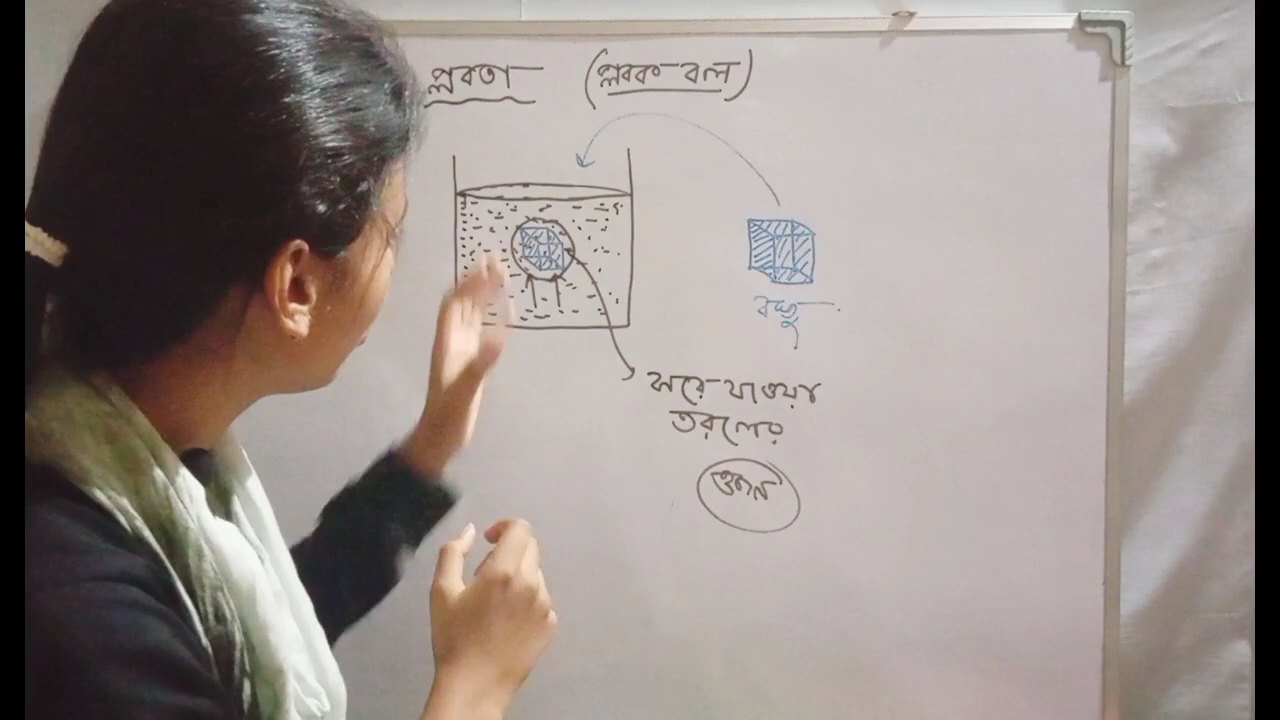 প্লবতা (প্লবক বল)
বস্তু
সরে যাওয়া
তরলের
ওজন